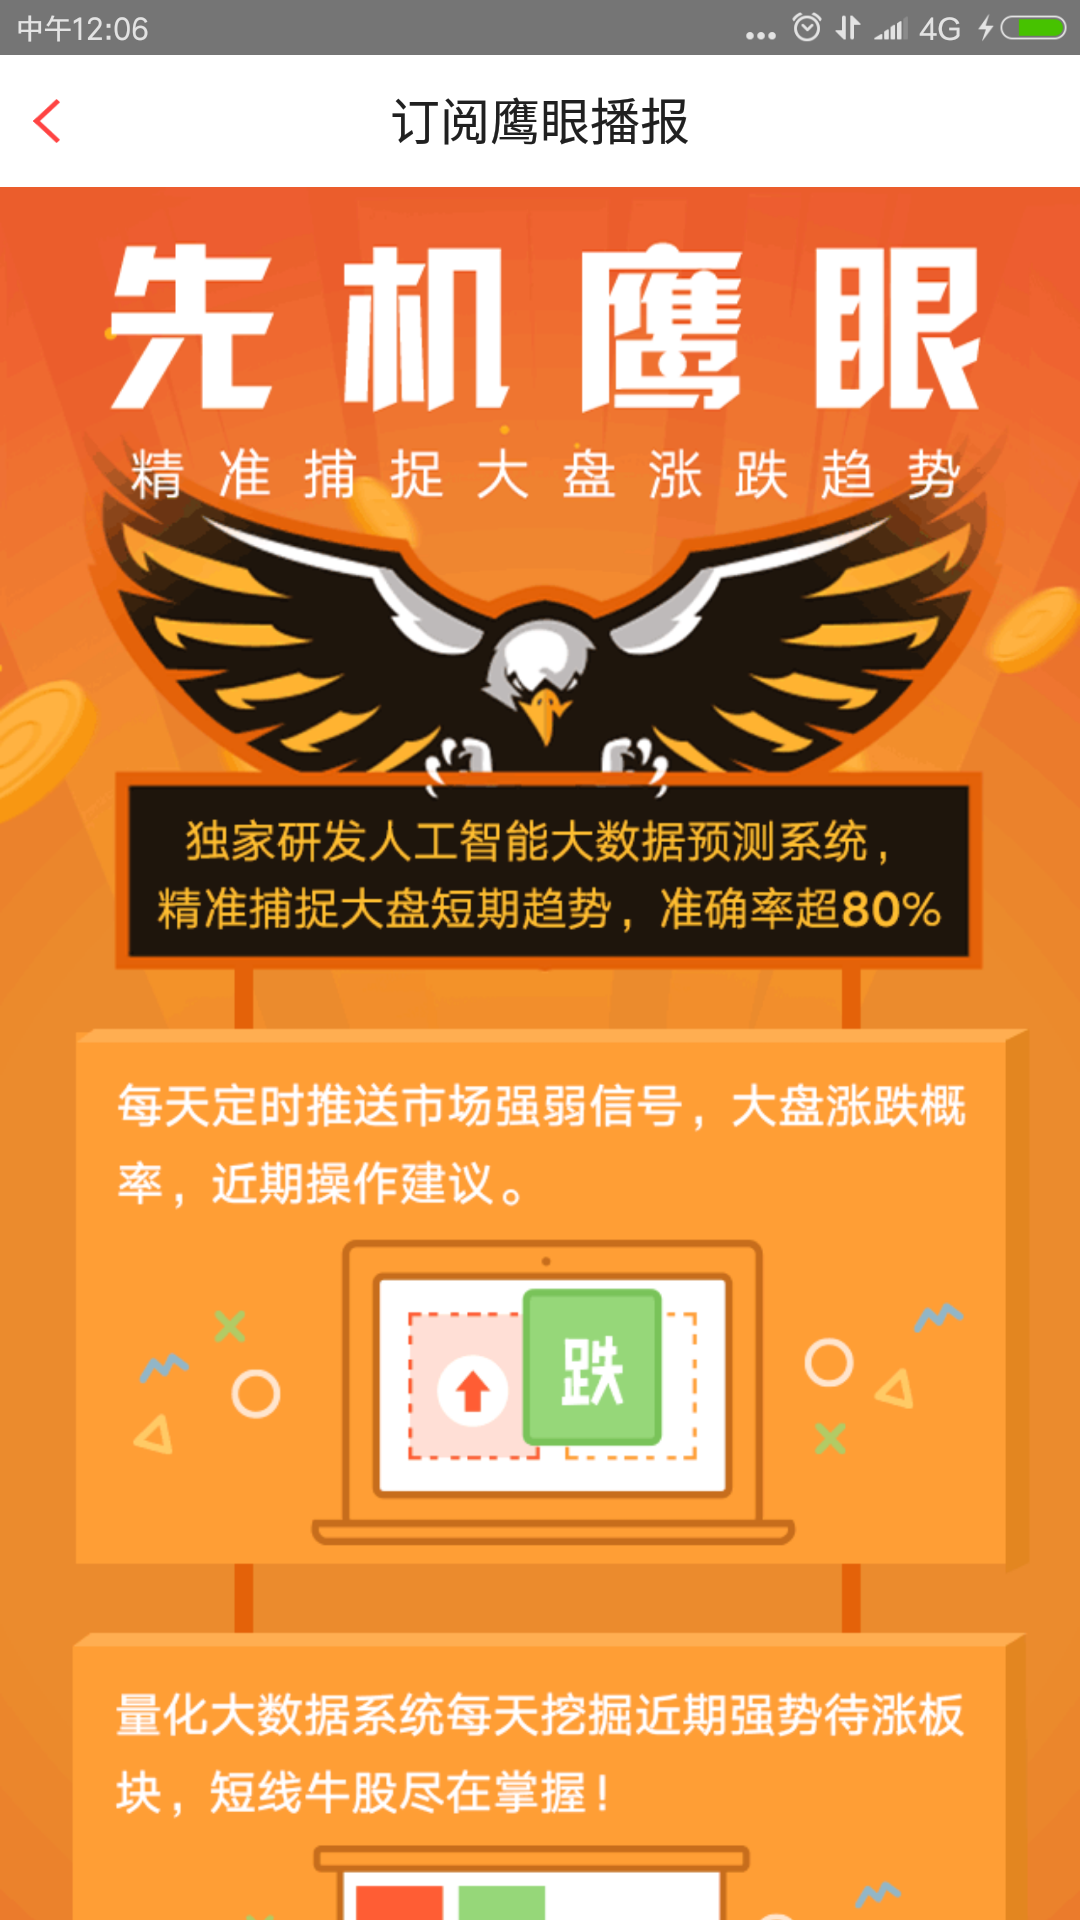 中午12:06
4G
订阅鹰眼播报
先机鹰眼
精准捕捉大盘涨跌趋势
独家研发人工智能大数据预测系统，
精准捕捉大盘短期趋势，准确率超80%
每天定时推送市场强弱信号，大盘涨跌概
率，近期操作建议。
跌
量化大数据系统每天挖掘近期强势待涨板
块，短线牛股尽在掌握！